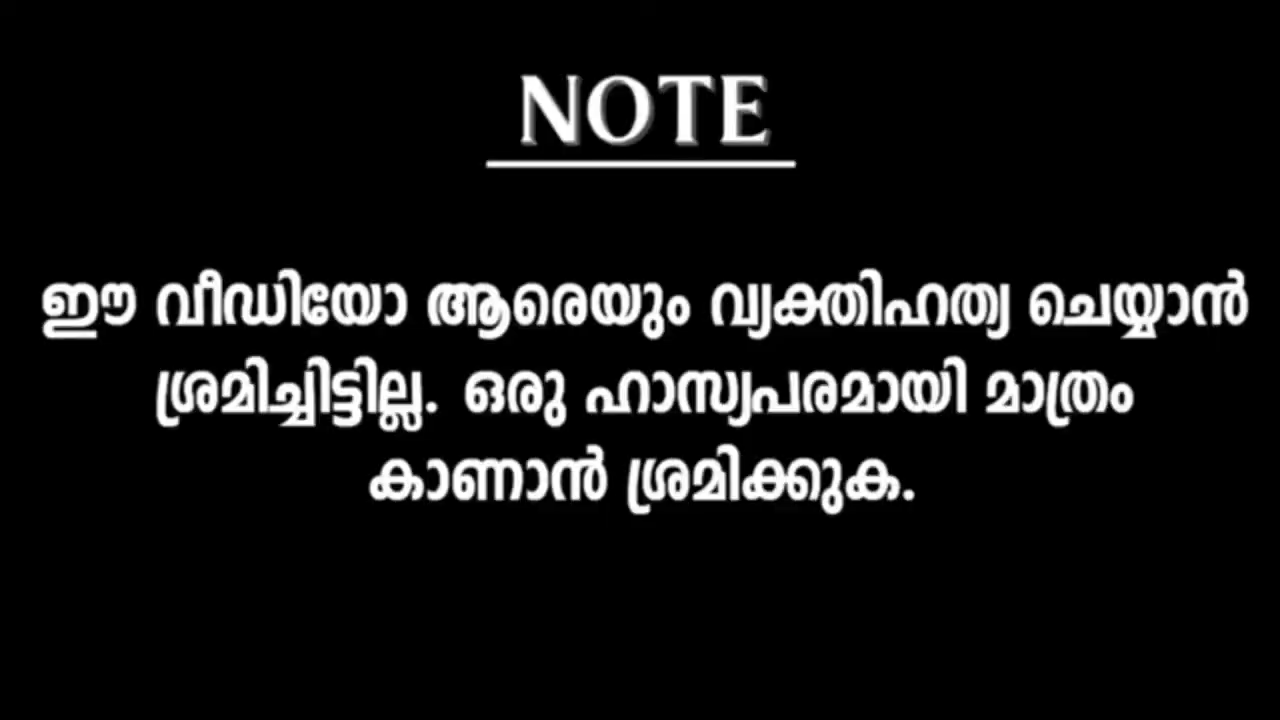 NOTE
ഈ വീഡിയോ ആരെയും വ്യക്തിഹത്യ ചെയ്യാൻ
ശ്രമിച്ചിട്ടില്ല. ഒരു ഹാസ്യപരമായി മാത്രം
കാണാൻ ശ്രമിക്കുക.